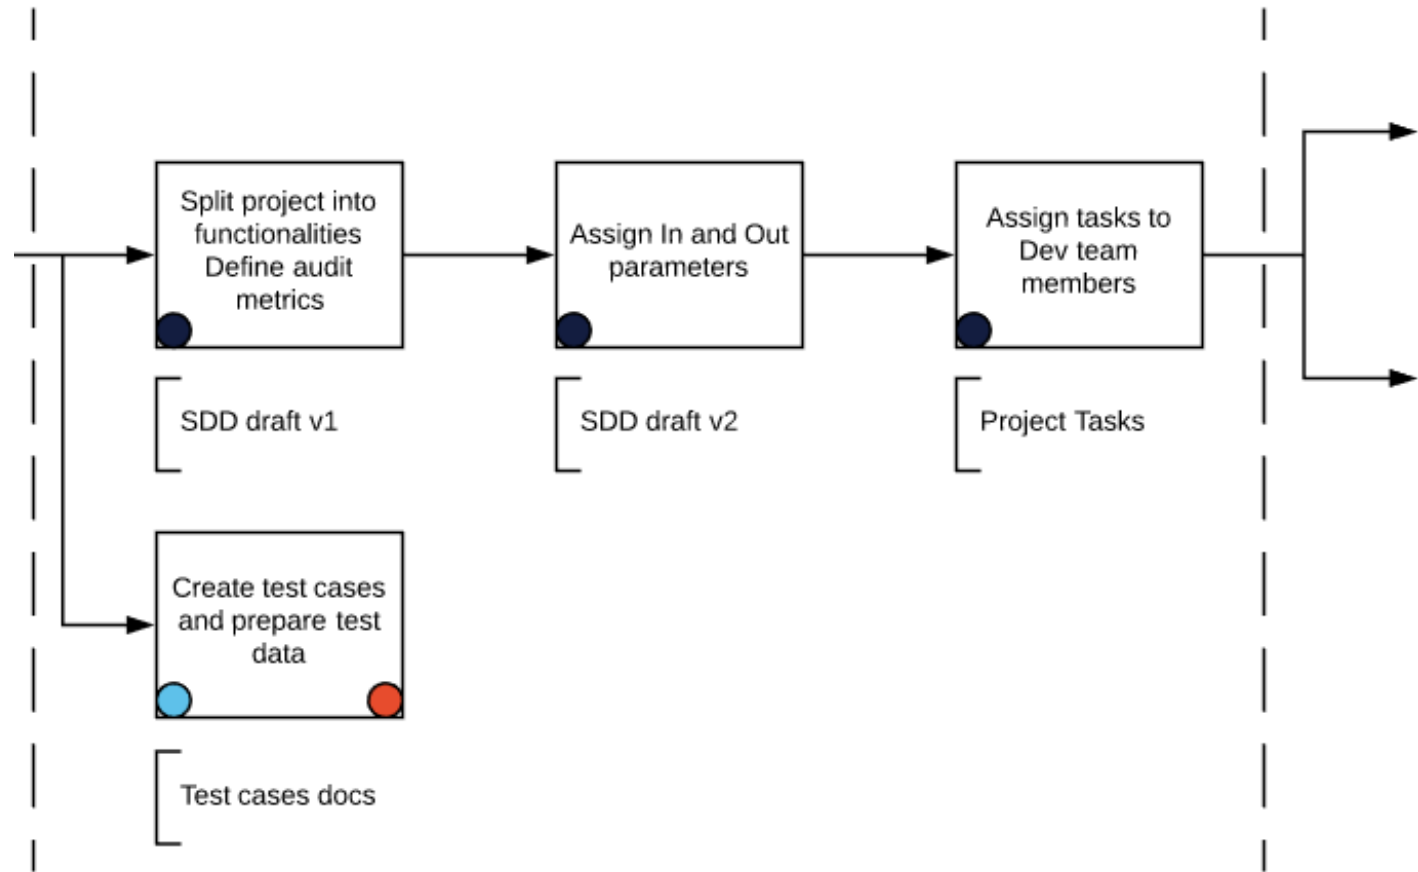 Split project into
functionalities
Define audit
metrics
Assign In and Out
parameters
Assign tasks to
Dev team
members
SDD draft v1
SDD draft v2
Project Tasks
Create test cases
and prepare test
data
Test cases docs